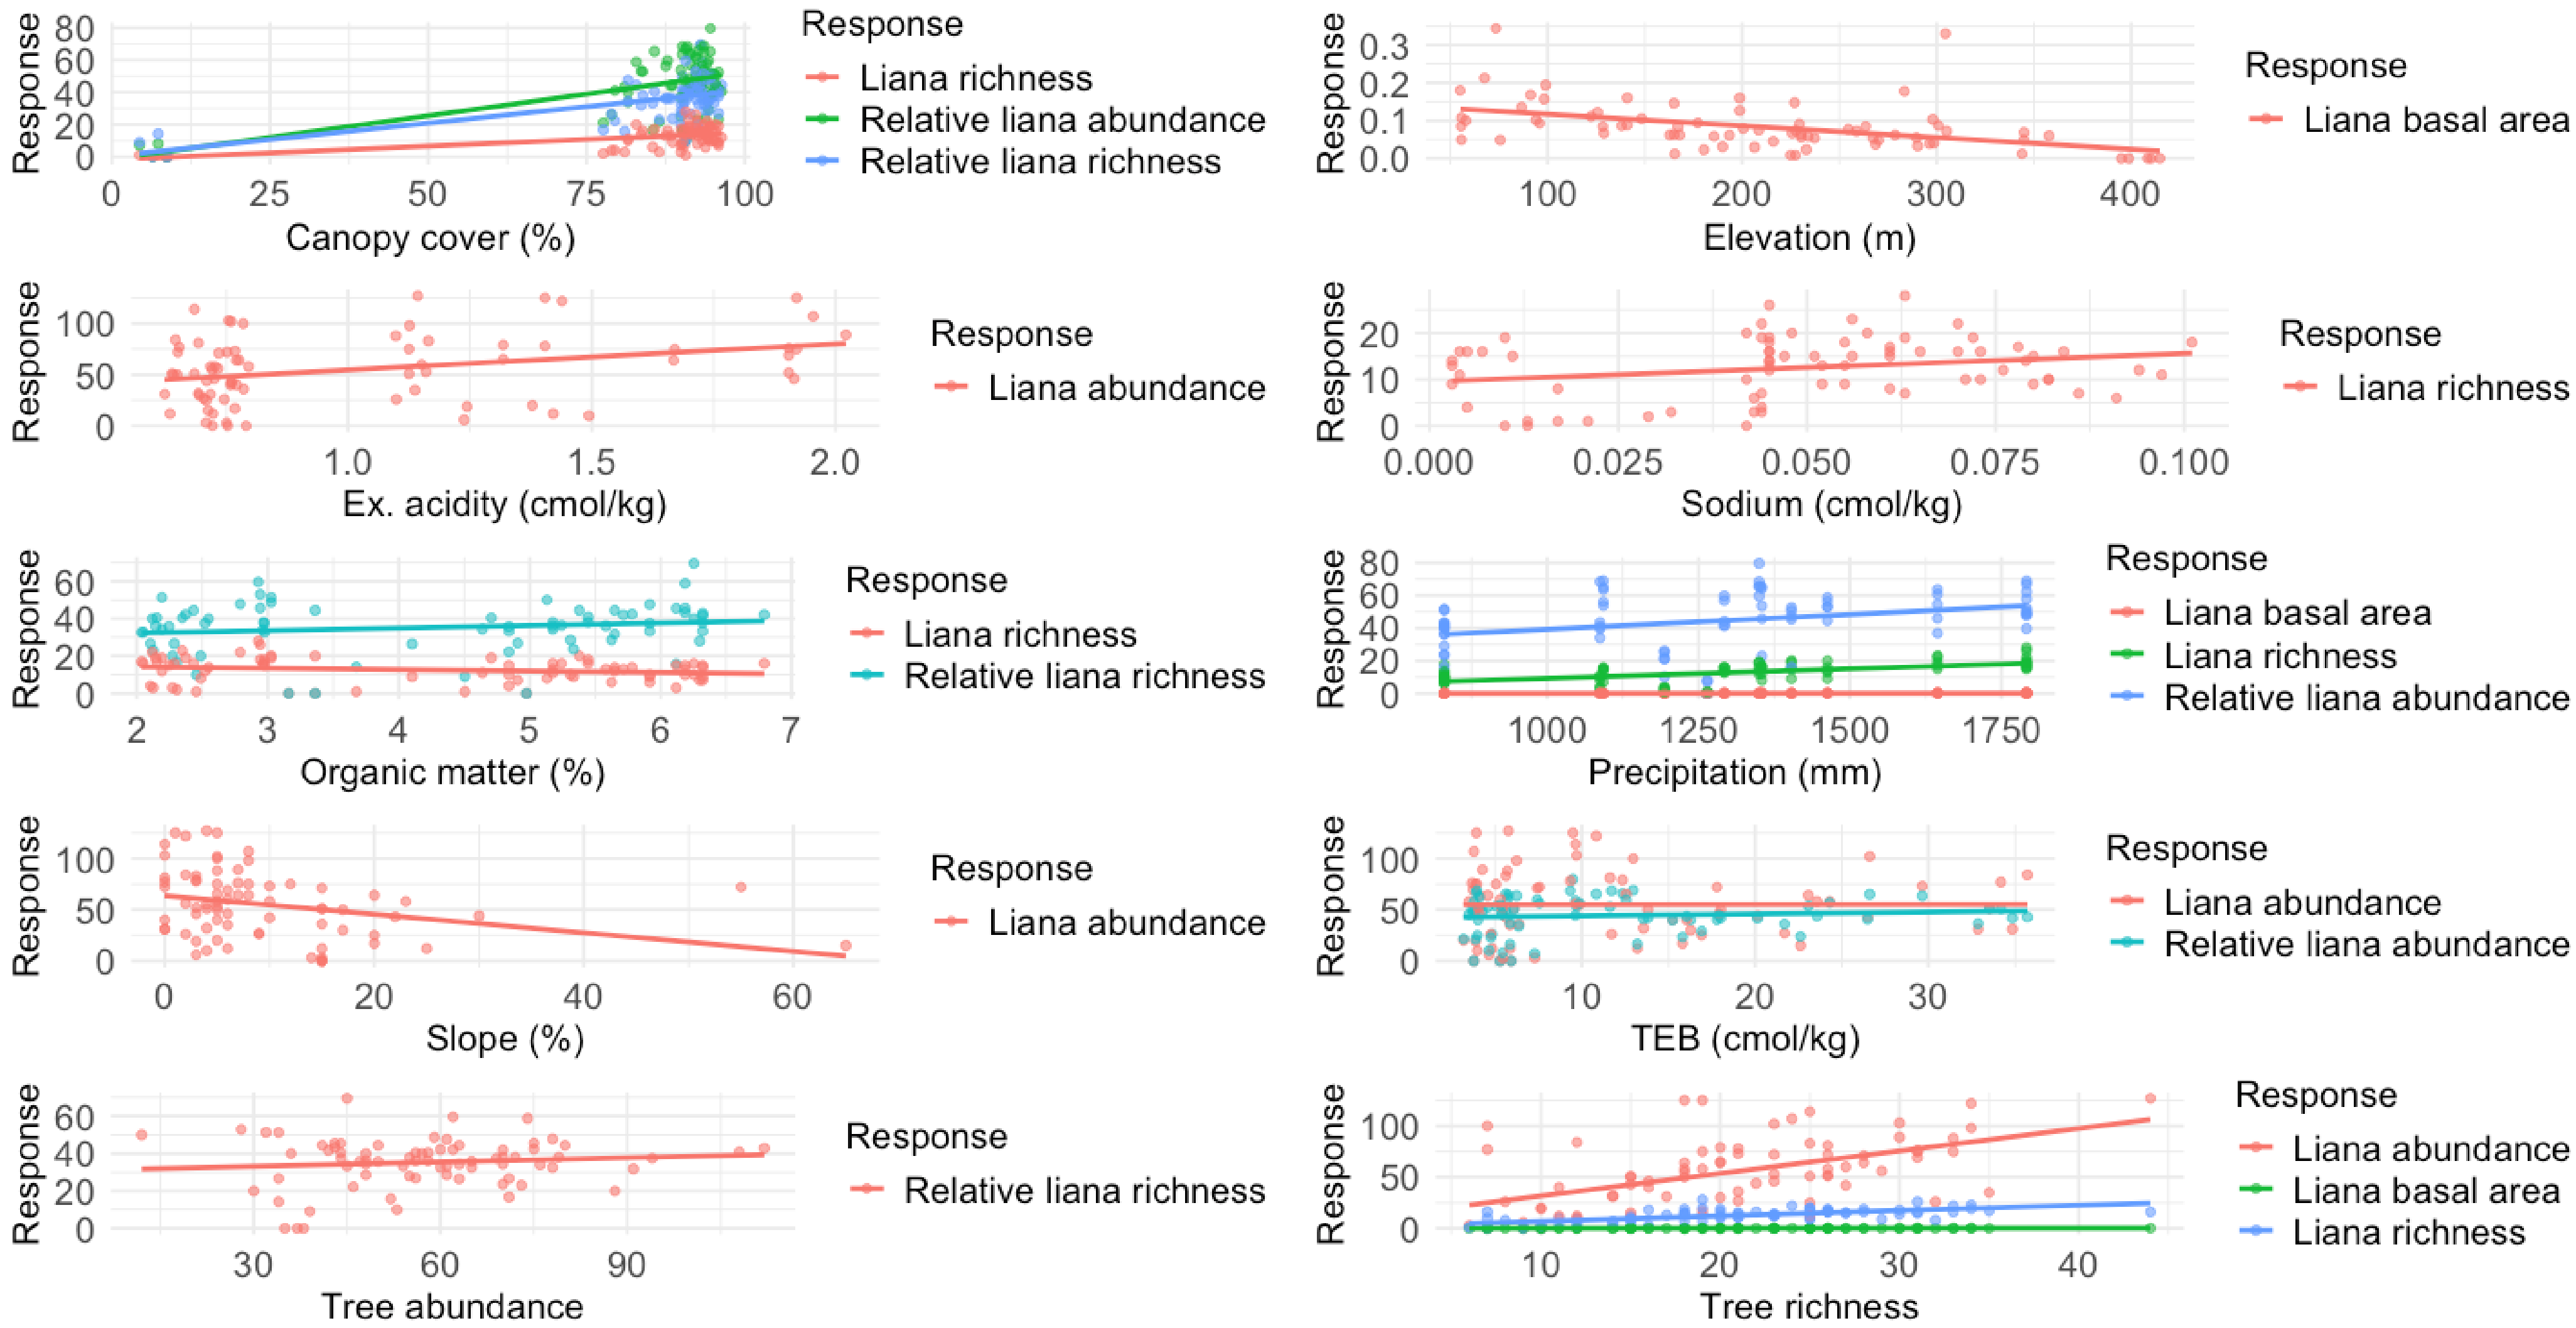 Response
80
60
40
20
0
0 25 50 75 100
Canopy cover (%)
Response
Liana richness
Relative liana abundance
Relative liana richness
Response
0.3
0.2
0.1
0.0
100 200 300 400
Elevation (m)
Response
Liana basal area
Response
100
50
0
1.0 1.5 2.0
Ex. acidity (cmol/kg)
Response
Liana abundance
Response
20
10
0
0.000 0.025 0.050 0.075 0.100
Sodium (cmol/kg)
Response
Liana richness
Response
60
40
20
0
2 3 4 5 6 7
Organic matter (%)
Response
Liana richness
Relative liana richness
Response
80
60
40
20
0
1000 1250 1500 1750
Precipitation (mm)
Response
Liana basal area
Liana richness
Relative liana abundance
Response
100
50
0
0 20 40 60
Slope (%)
Response
Liana abundance
Response
100
50
0
10 20 30
TEB (cmol/kg)
Response
Liana abundance
Relative liana abundance
Response
60
40
20
0
30 60 90
Tree abundance
Response
Relative liana richness
Response
100
50
0
10 20 30 40
Tree richness
Response
Liana abundance
Liana basal area
Liana richness